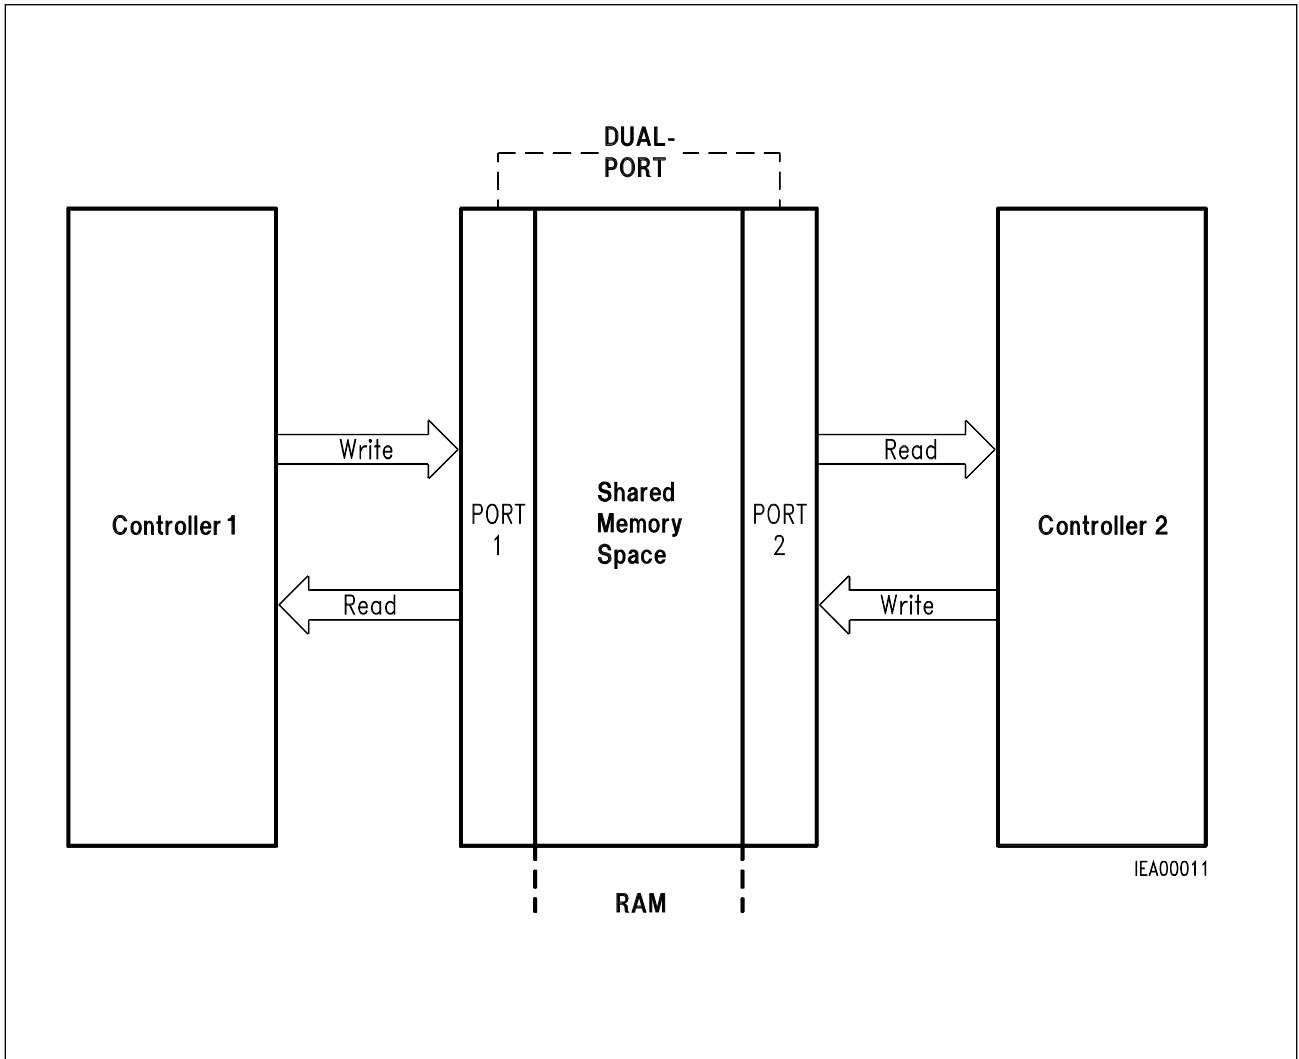 DUAL-
PORT
Write
Read
Controller 1
PORT
1
Shared
Memory
Space
PORT
2
Controller 2
Read
Write
IEA00011
RAM